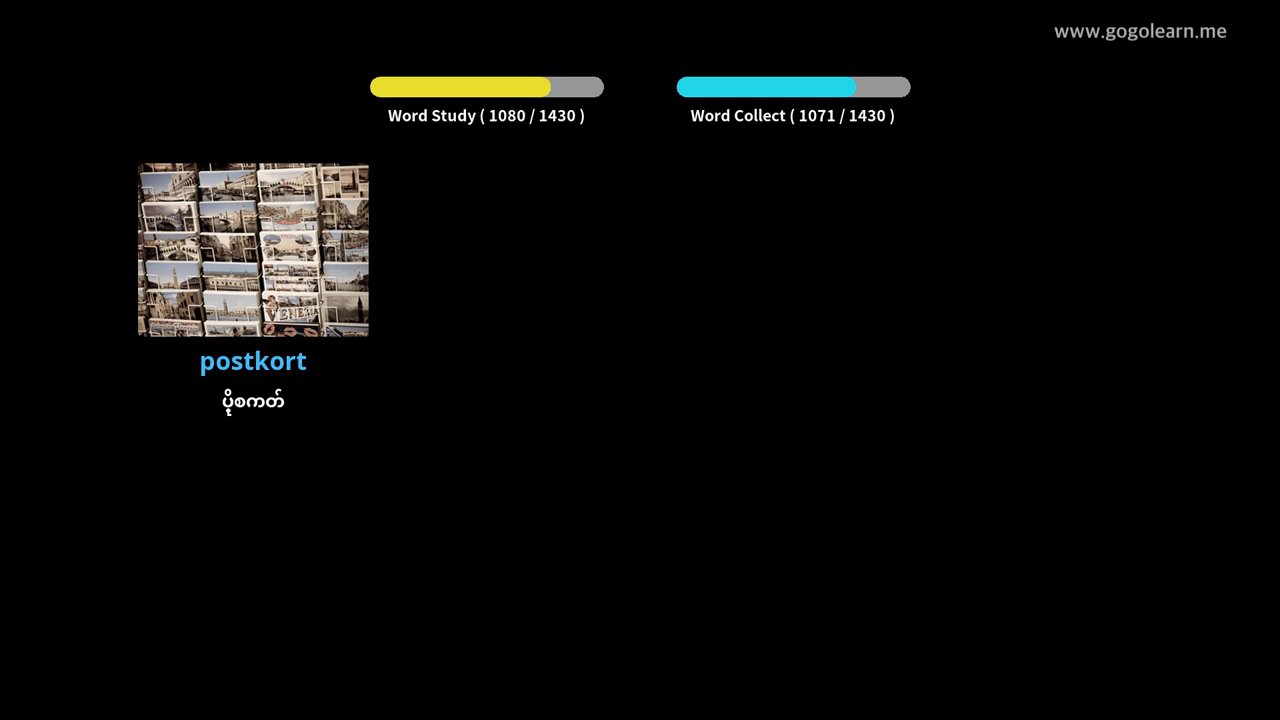 www.gogolearn.me
Word Study ( 1080 / 1430 )
Word Collect ( 1071 / 1430 )
postkort
ပို့စကတ်